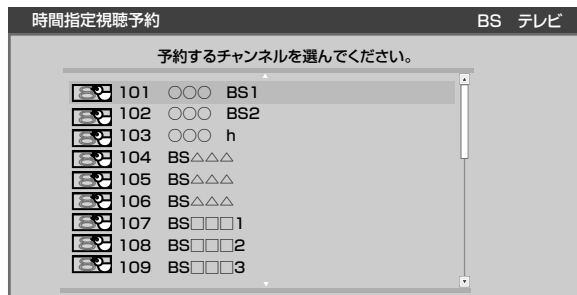 時間指定視聴予約 BS テレビ
予約するチャンネルを選んでください。
101 ○○○ BS1
102 ○○○ BS2
103 ○○○ h
104 BS△△△
105 BS△△△
106 BS△△△
107 BS□□□1
108 BS□□□2
109 BS□□□3